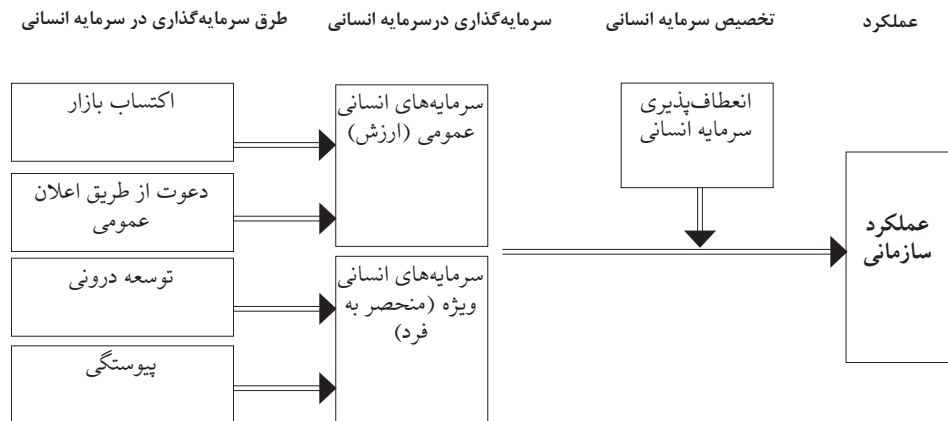 طرق سرمایه‌گذاری در سرمایه انسانی
سرمایه‌گذاری درسرمایه انسانی
تخصیص سرمایه انسانی
عملکرد
اکتساب بازار
دعوت از طریق اعلان
عمومی
توسعه درونی
پیوستگی
سرمایه‌های انسانی
عمومی (ارزش)
سرمایه‌های انسانی
ویژه (منحصر به
فرد)
انعطاف‌پذیری
سرمایه انسانی
عملکرد
سازمانی